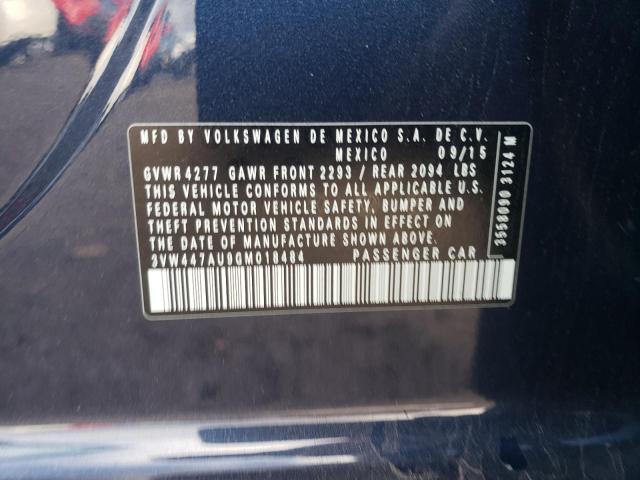 MFD BY VOLKSWAGEN DE MEXICO S.A. DE C.V.
MEXICO 09/15
GVWR 4277 GAWR FRONT 2293 / REAR 2094 LBS
THIS VEHICLE CONFORMS TO ALL APPLICABLE U.S.
FEDERAL MOTOR VEHICLE SAFETY, BUMPER AND
THEFT PREVENTION STANDARDS IN EFFECT ON
THE DATE OF MANUFACTURE SHOWN ABOVE.
3VW447AU9GM018484 PASSENGER CAR
3558090 3124 M